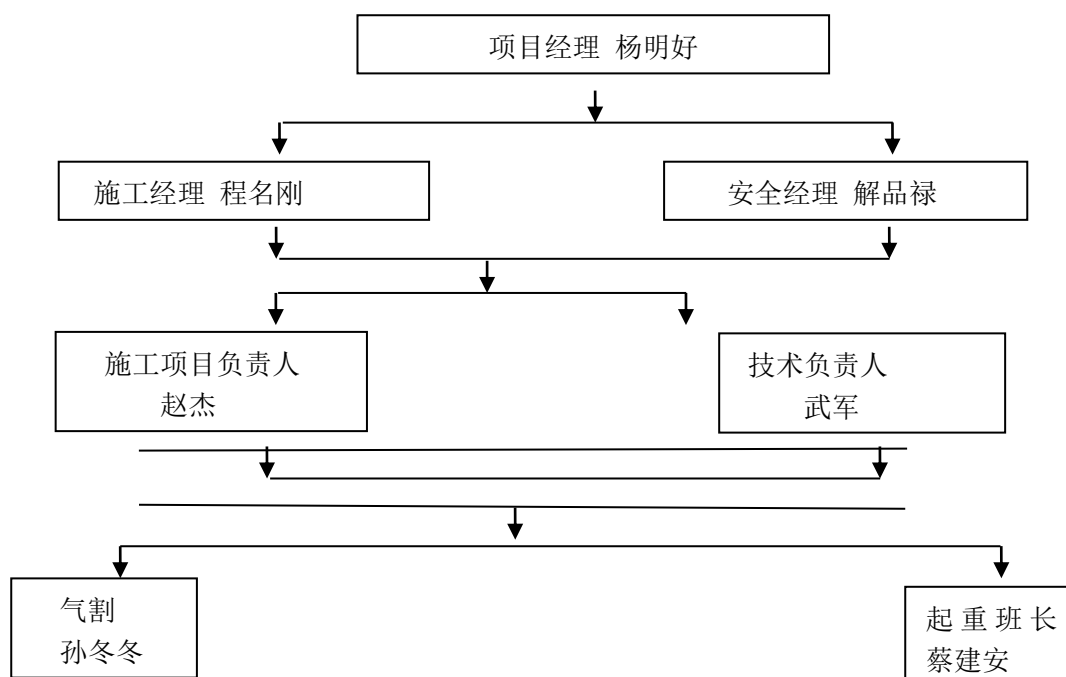 项目经理 杨明好
施工经理 程名刚
安全经理 解品禄
施工项目负责人
赵杰
技术负责人
武军
气割
孙冬冬
起重班长
蔡建安